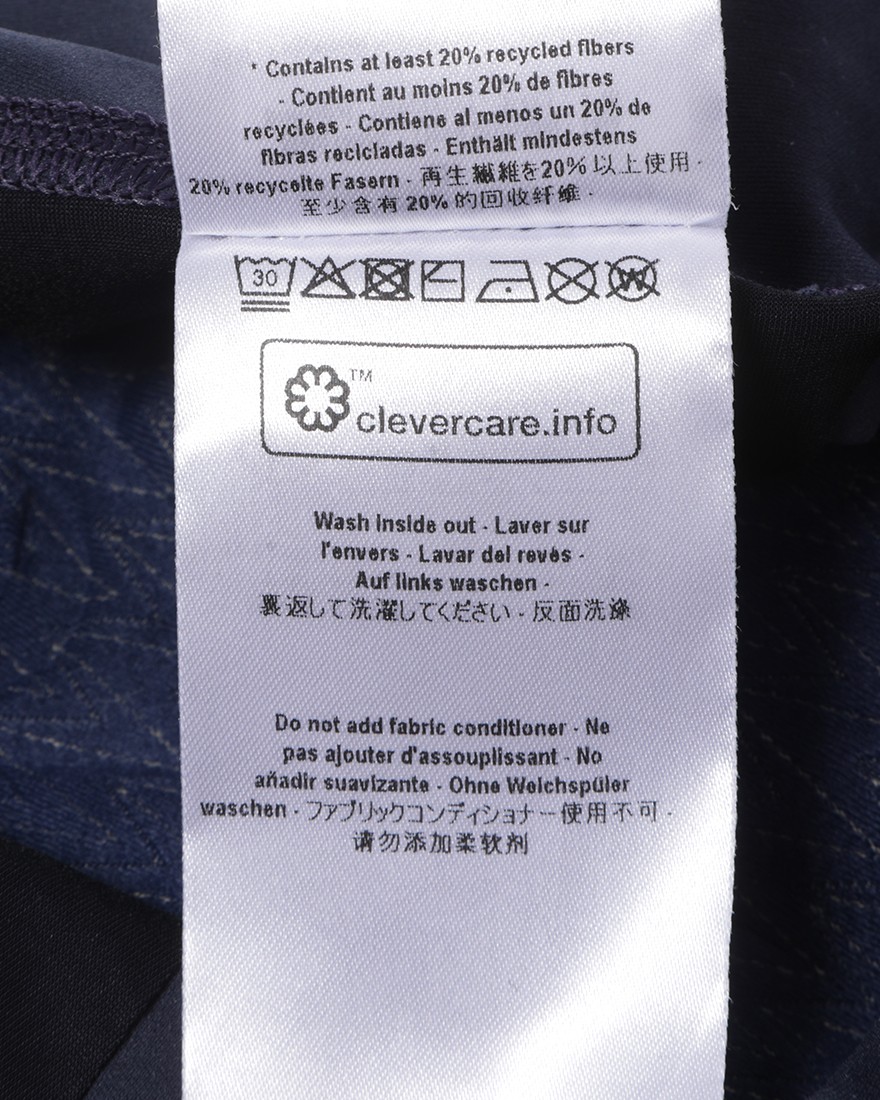 * Contains at least 20% recycled fibers
- Contient au moins 20% de fibres
recyclées - Contiene al menos un 20% de
fibras recicladas - Enthält mindestens
20% recycelte Fasern - 再生繊維を20%以上使用 -
至少含有 20% 的回收纤维 -
30
W
TM
clevercare.info
Wash inside out - Laver sur
l'envers - Lavar del revés -
Auf links waschen -
裏返して洗濯してください - 反面洗涤
Do not add fabric conditioner - Ne
pas ajouter d'assouplissant - No
añadir suavizante - Ohne Weichspüler
waschen - ファブリックコンディショナー使用不可 -
请勿添加柔软剂